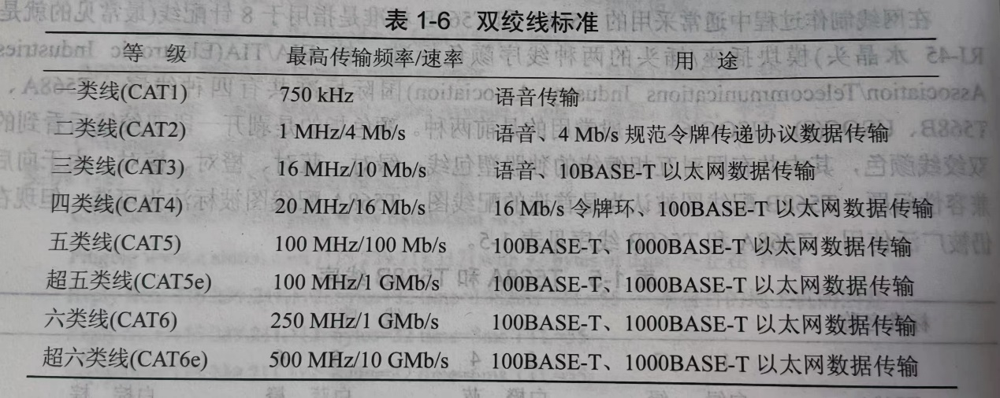 表 1-6 双绞线标准
等 级 最高传输频率/速率 用 途
一类线(CAT1) 750 kHz 语音传输
二类线(CAT2) 1 MHz/4 Mb/s 语音、4 Mb/s 规范令牌传递协议数据传输
三类线(CAT3) 16 MHz/10 Mb/s 语音、10BASE-T 以太网数据传输
四类线(CAT4) 20 MHz/16 Mb/s 16 Mb/s 令牌环、100BASE-T 以太网数据传输
五类线(CAT5) 100 MHz/100 Mb/s 100BASE-T、1000BASE-T 以太网数据传输
超五类线(CAT5e) 100 MHz/1 GMb/s 100BASE-T、1000BASE-T 以太网数据传输
六类线(CAT6) 250 MHz/1 GMb/s 100BASE-T、1000BASE-T 以太网数据传输
超六类线(CAT6e) 500 MHz/10 GMb/s 100BASE-T、1000BASE-T 以太网数据传输